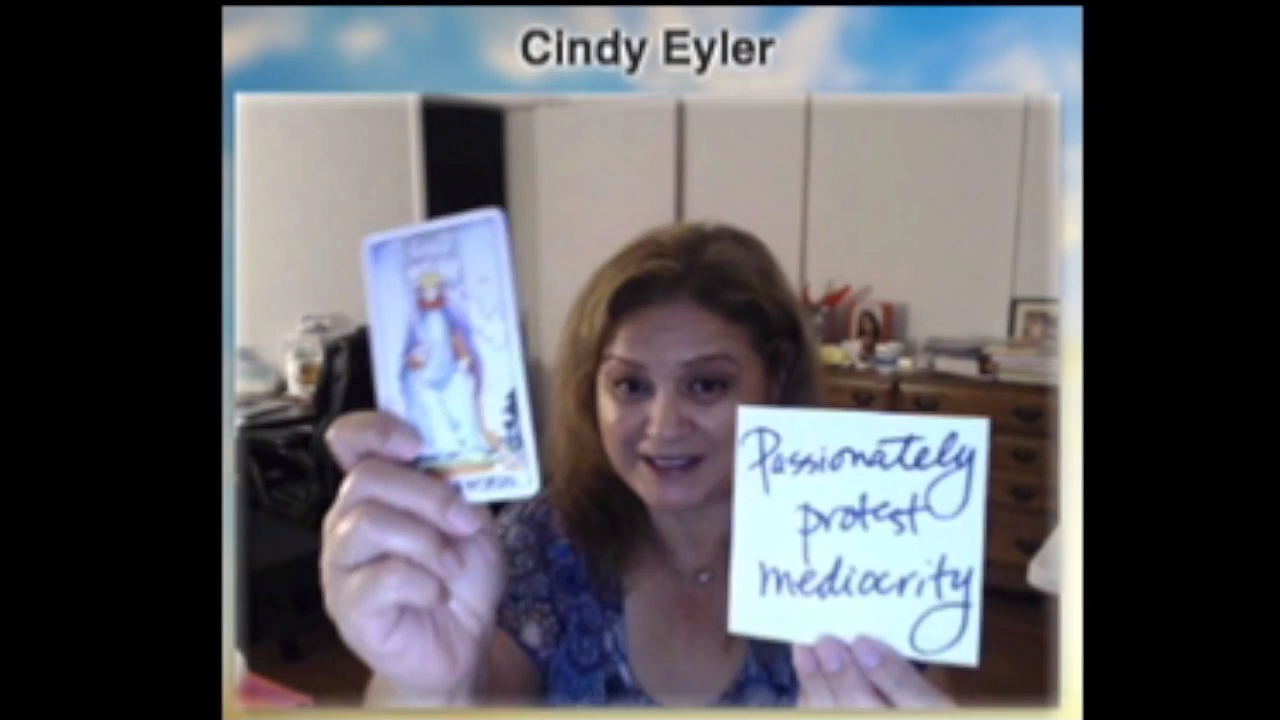 Cindy Eyler
Passionately
protest
mediocrity